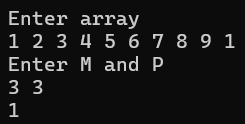 Enter array
1 2 3 4 5 6 7 8 9 1
Enter M and P
3 3
1